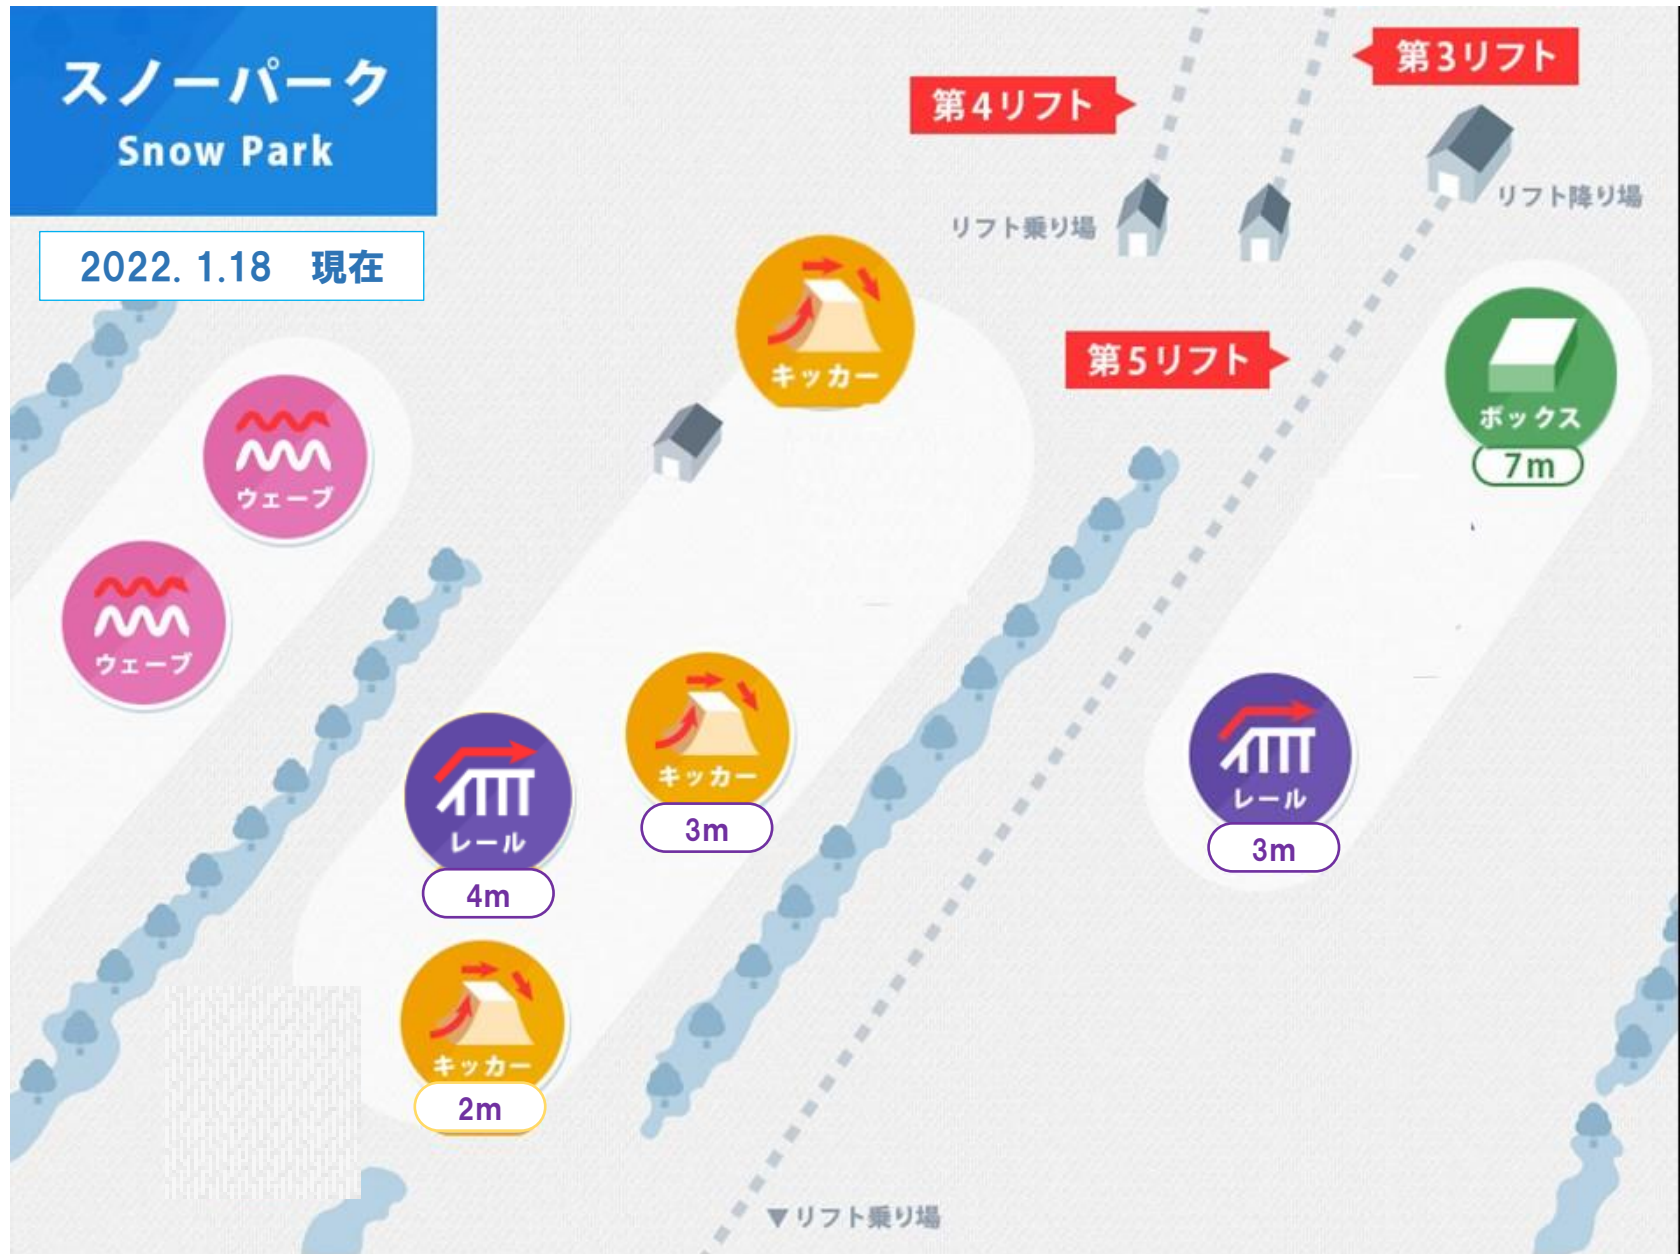 スノーパーク
Snow Park
2022. 1.18　現在
第3リフト
第4リフト
リフト降り場
リフト乗り場
キッカー
第5リフト
ボックス
7m
ウェーブ
ウェーブ
キッカー
3m
レール
4m
レール
3m
キッカー
2m
▼リフト乗り場